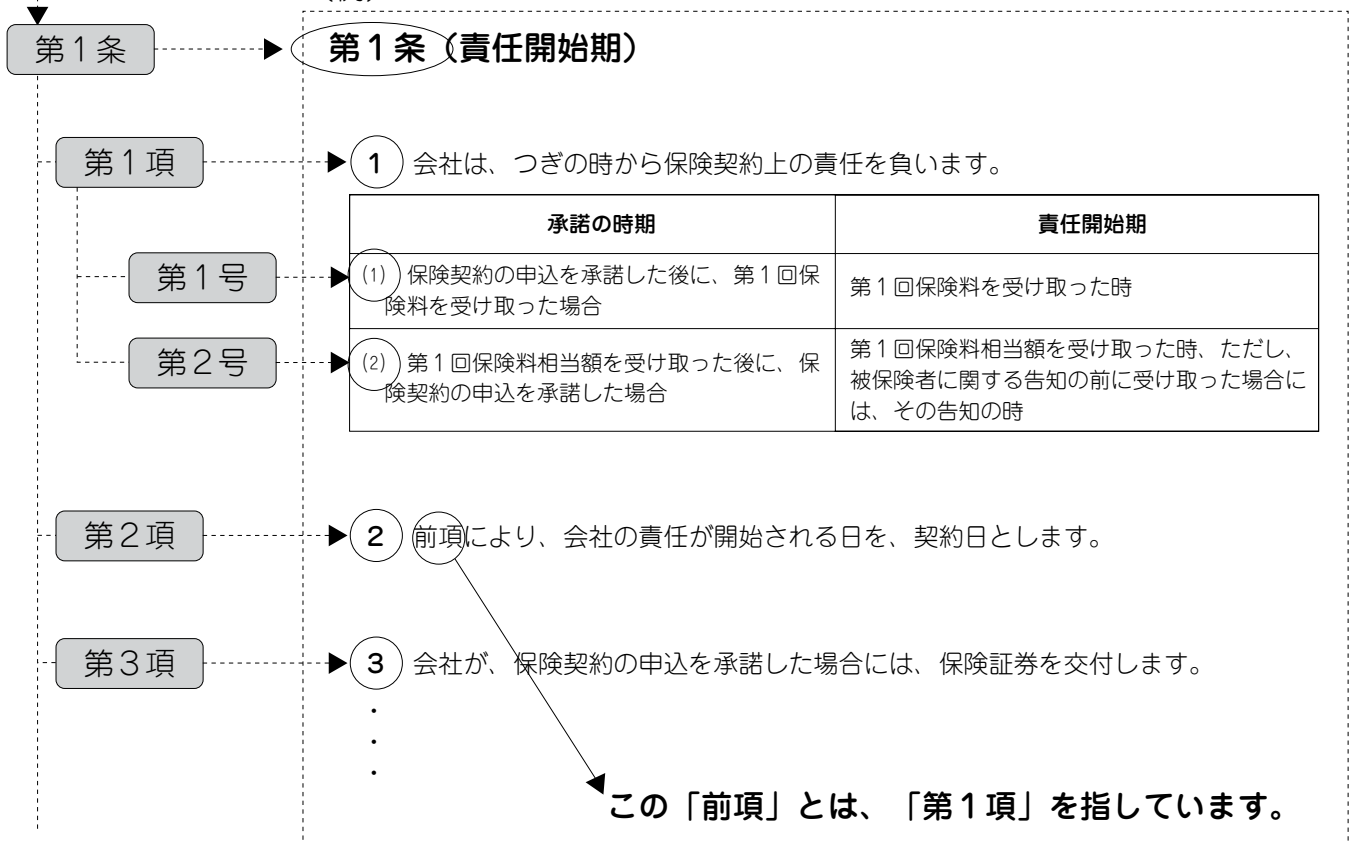 第1条
第1条（責任開始期）
第1項
1 会社は、つぎの時から保険契約上の責任を負います。
承諾の時期
責任開始期
第1号
(1) 保険契約の申込を承諾した後に、第1回保
険料を受け取った場合
第1回保険料を受け取った時
第2号
(2) 第1回保険料相当額を受け取った後に、保
険契約の申込を承諾した場合
第1回保険料相当額を受け取った時、ただし、
被保険者に関する告知の前に受け取った場合に
は、その告知の時
第2項
2 前項により、会社の責任が開始される日を、契約日とします。
第3項
3 会社が、保険契約の申込を承諾した場合には、保険証券を交付します。
・
・
・
この「前項」とは、「第1項」を指しています。